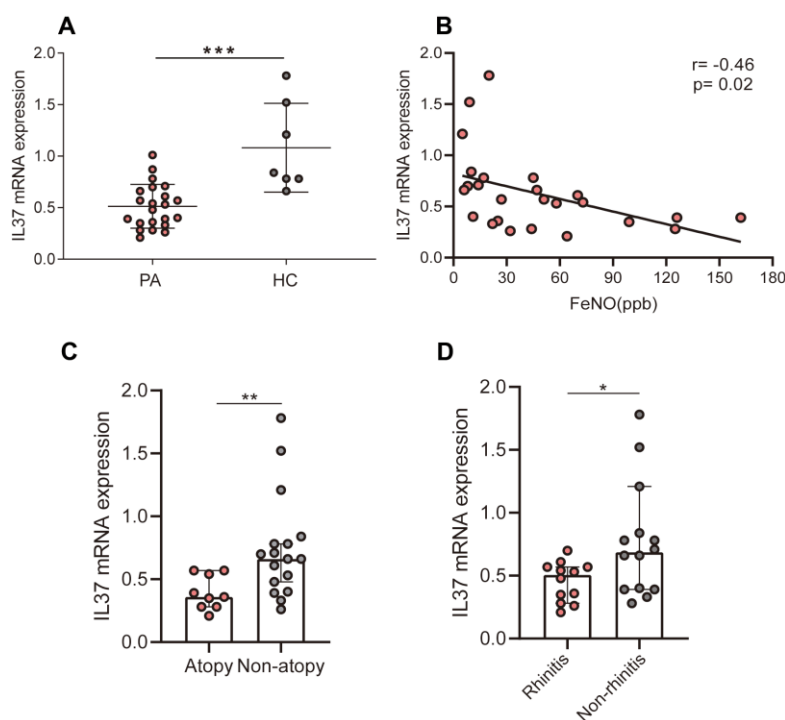 A
***
IL37 mRNA expression
2.0
1.5
1.0
0.5
0.0
PA HC
B
r= -0.46
p= 0.02
IL37 mRNA expression
2.0
1.5
1.0
0.5
0.0
0 30 60 90 120 150 180
FeNO(ppb)
C
**
IL37 mRNA expression
2.0
1.5
1.0
0.5
0.0
Atopy Non-atopy
D
*
IL37 mRNA expression
2.0
1.5
1.0
0.5
0.0
Rhinitis Non-rhinitis